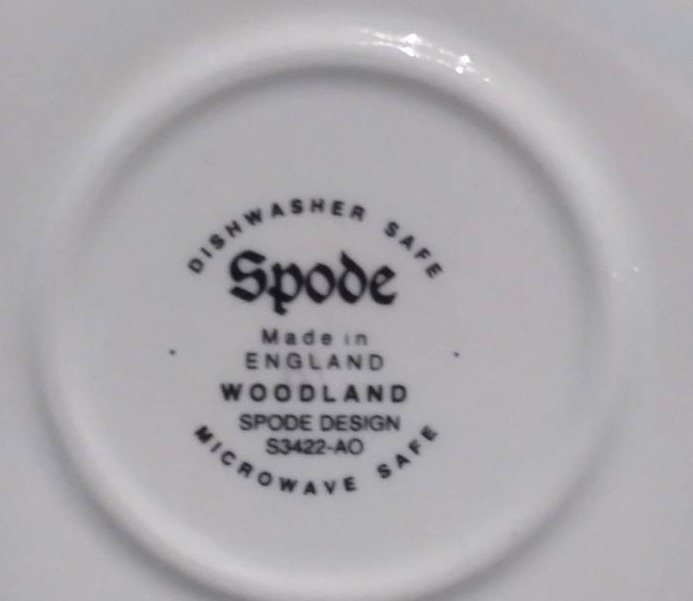 DISHWASHER SAFE
Spode
Made in
ENGLAND
WOODLAND
SPODE DESIGN
S3422-AO
MICROWAVE SAFE